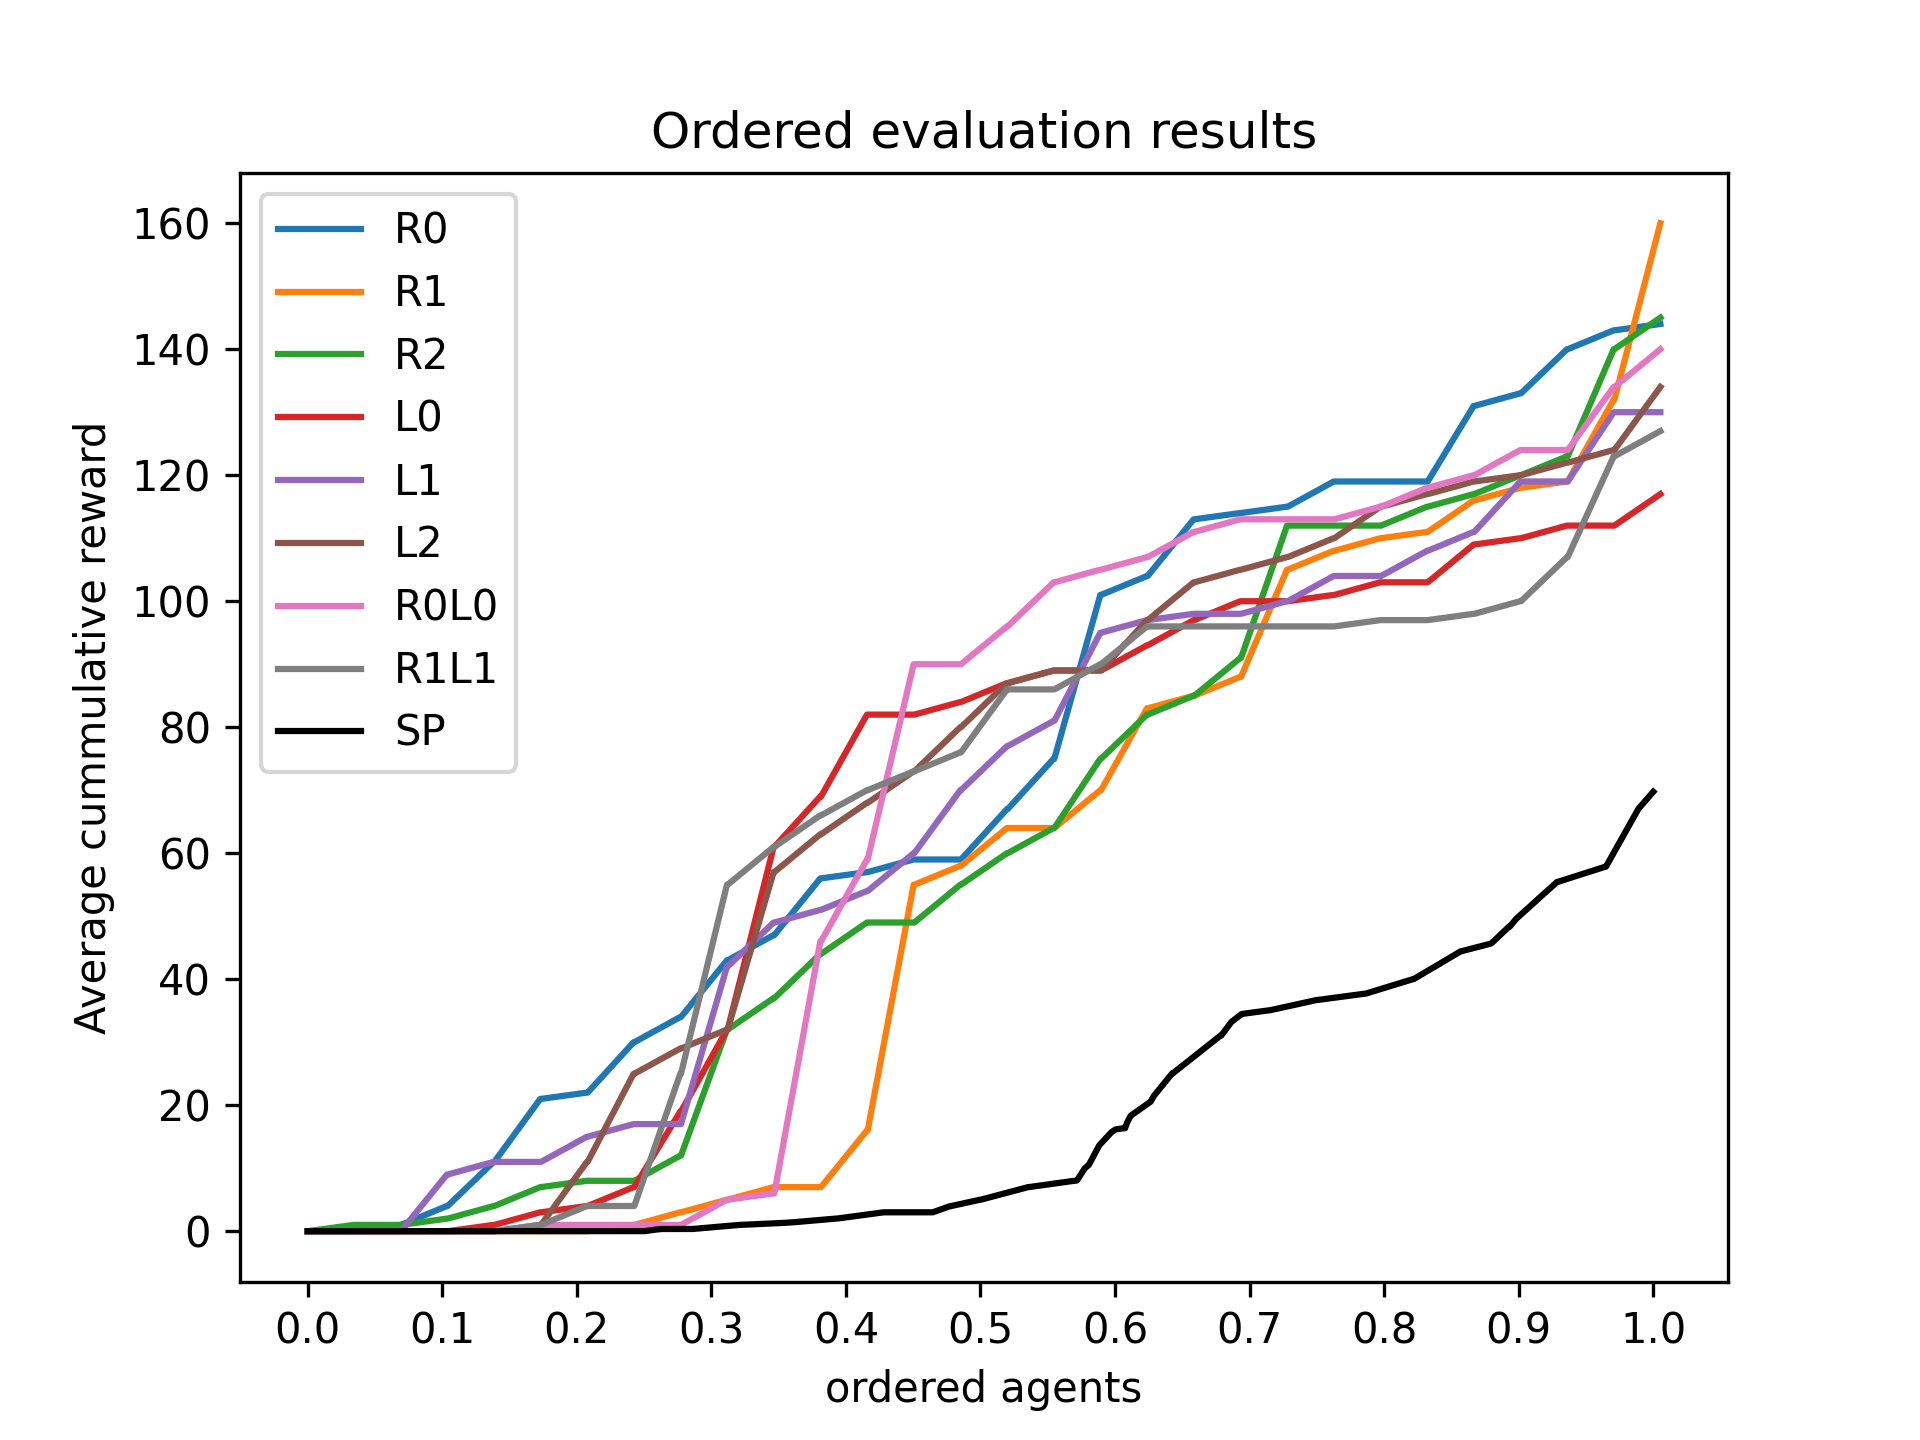 Ordered evaluation results
Average cummulative reward
160
140
120
100
80
60
40
20
0
R0
R1
R2
L0
L1
L2
R0L0
R1L1
SP
0.0 0.1 0.2 0.3 0.4 0.5 0.6 0.7 0.8 0.9 1.0
ordered agents